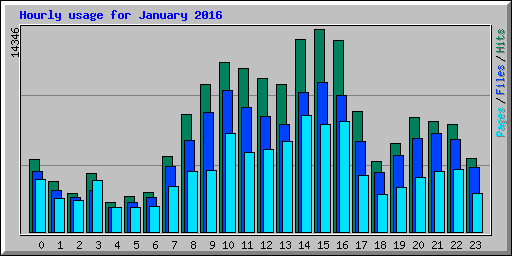 Hourly usage for January 2016
14346
Pages/Files/Hits
0 1 2 3 4 5 6 7 8 9 10 11 12 13 14 15 16 17 18 19 20 21 22 23